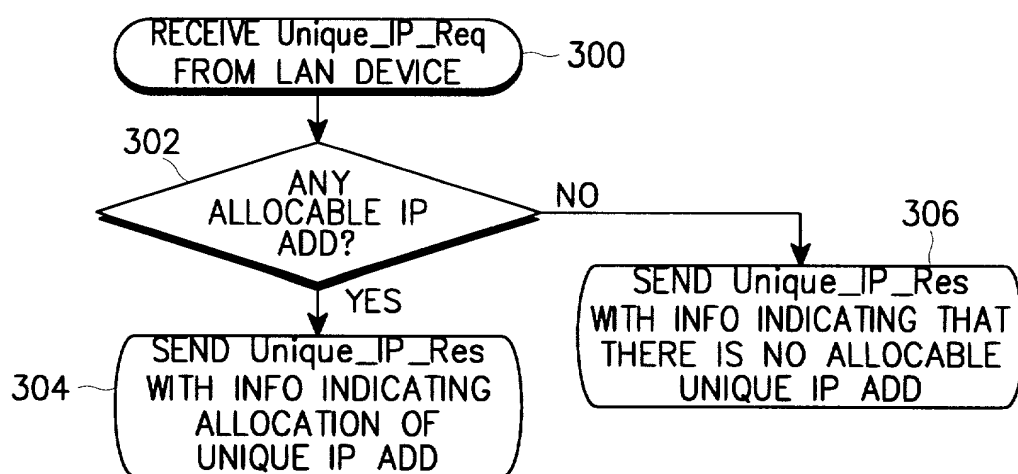 RECEIVE Unique_IP_Req
FROM LAN DEVICE
300
302
ANY
ALLOCABLE IP
ADD?
NO
YES
306
SEND Unique_IP_Res
WITH INFO INDICATING THAT
THERE IS NO ALLOCABLE
UNIQUE IP ADD
304
SEND Unique_IP_Res
WITH INFO INDICATING
ALLOCATION OF
UNIQUE IP ADD